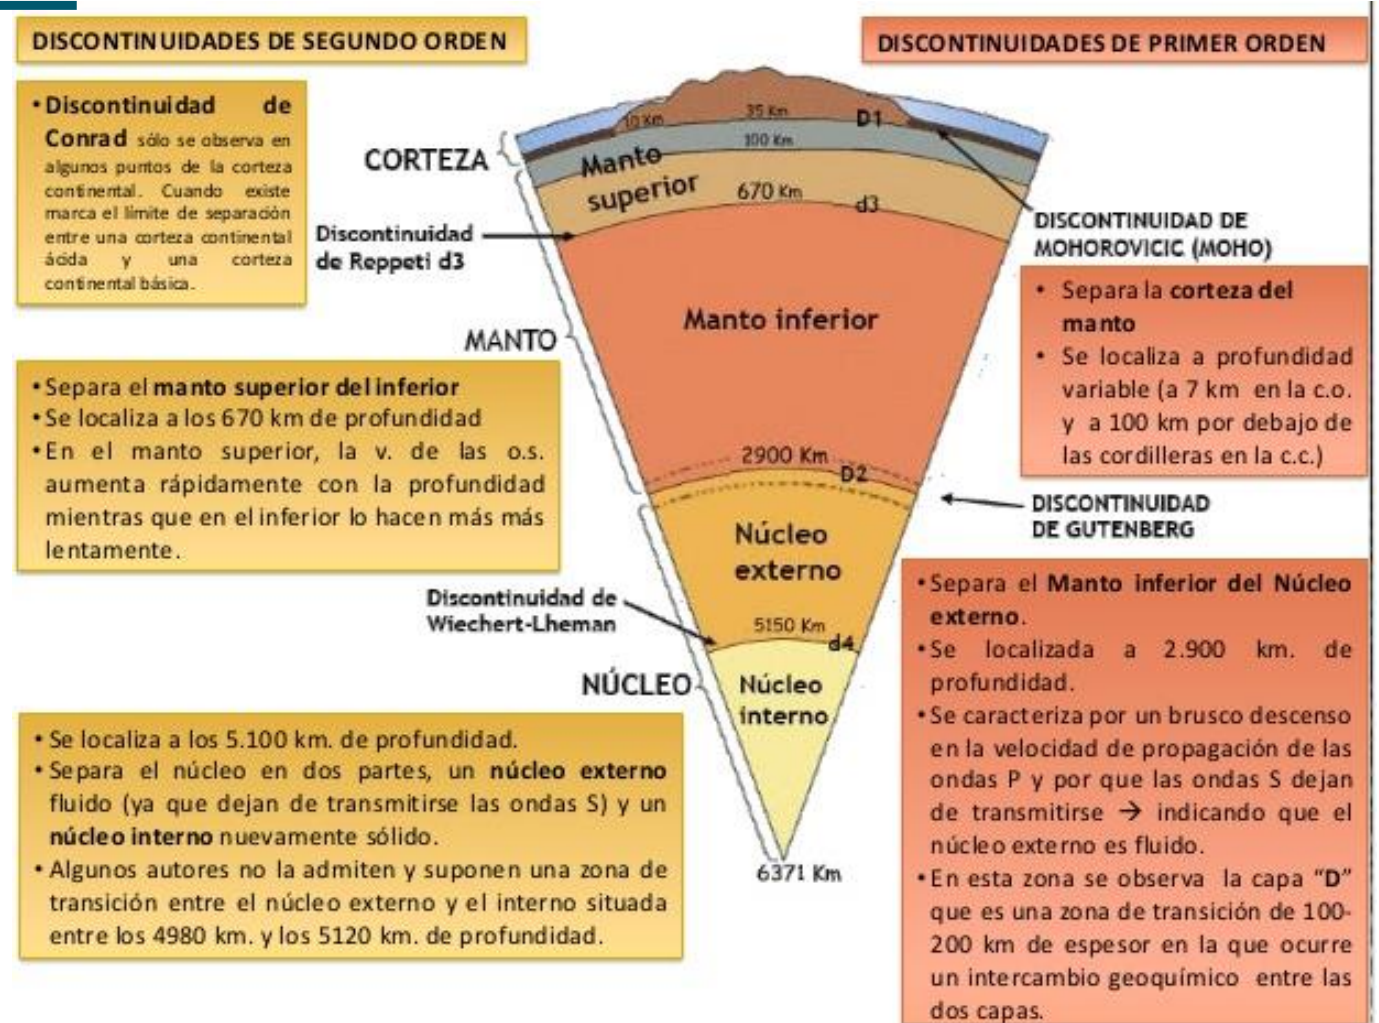 DISCONTINUIDADES DE SEGUNDO ORDEN
DISCONTINUIDADES DE PRIMER ORDEN
• Discontinuidad de
Conrad sólo se observa en
algunos puntos de la corteza
continental. Cuando existe
marca el límite de separación
entre una corteza continental
ácida y una corteza
continental básica.
CORTEZA
10 Km
35 Km
D1
100 Km
Manto
superior
670 Km
d3
Discontinuidad
de Reppeti d3
DISCONTINUIDAD DE
MOHOROVICIC (MOHO)
• Separa la corteza del
manto
• Se localiza a profundidad
variable (a 7 km en la c.o.
y a 100 km por debajo de
las cordilleras en la c.c.)
Manto inferior
MANTO
• Separa el manto superior del inferior
• Se localiza a los 670 km de profundidad
• En el manto superior, la v. de las o.s.
aumenta rápidamente con la profundidad
mientras que en el inferior lo hacen más más
lentamente.
2900 Km
D2
DISCONTINUIDAD
DE GUTENBERG
Núcleo
externo
Discontinuidad de
Wiechert-Lheman
5150 Km
d4
NÚCLEO
Núcleo
interno
6371 Km
• Se localiza a los 5.100 km. de profundidad.
• Separa el núcleo en dos partes, un núcleo externo
fluido (ya que dejan de transmitirse las ondas S) y un
núcleo interno nuevamente sólido.
• Algunos autores no la admiten y suponen una zona de
transición entre el núcleo externo y el interno situada
entre los 4980 km. y los 5120 km. de profundidad.
• Separa el Manto inferior del Núcleo
externo.
• Se localizada a 2.900 km. de
profundidad.
• Se caracteriza por un brusco descenso
en la velocidad de propagación de las
ondas P y por que las ondas S dejan
de transmitirse → indicando que el
núcleo externo es fluido.
• En esta zona se observa la capa “D”
que es una zona de transición de 100-
200 km de espesor en la que ocurre
un intercambio geoquímico entre las
dos capas.